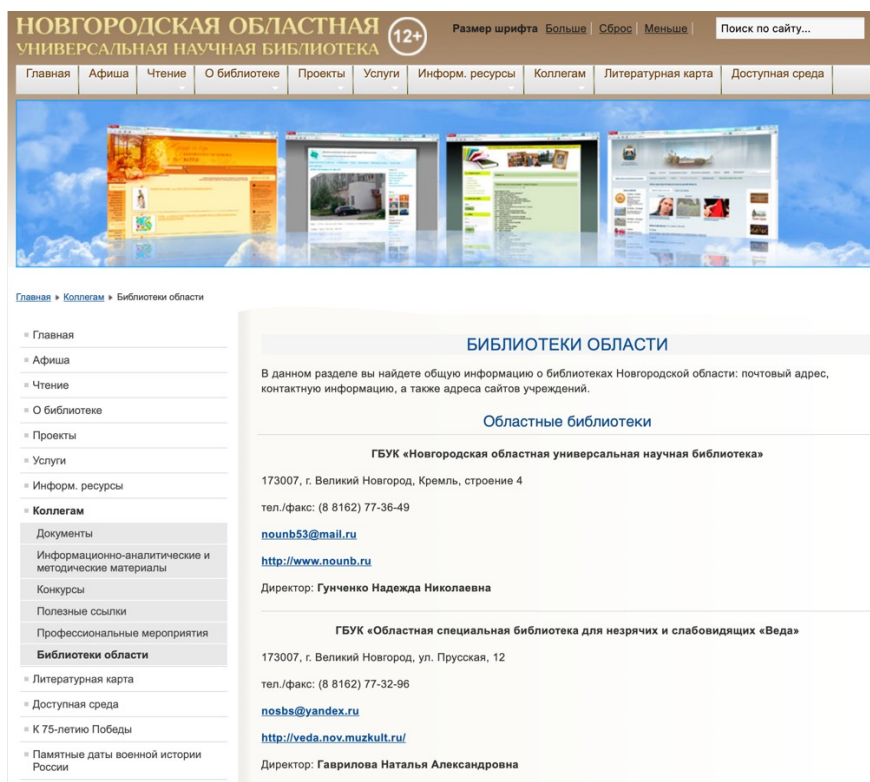 НОВГОРОДСКАЯ ОБЛАСТНАЯ
УНИВЕРСАЛЬНАЯ НАУЧНАЯ БИБЛИОТЕКА
12+
Размер шрифта Больше | Сброс | Меньше |
Поиск по сайту...
Главная Афиша Чтение О библиотеке Проекты Услуги Информ. ресурсы Коллегам Литературная карта Доступная среда
Главная Коллегам Библиотеки области
Главная
Афиша
Чтение
О библиотеке
Проекты
Услуги
Информ. ресурсы
Коллегам
Документы
Информационно-аналитические и
методические материалы
Конкурсы
Полезные ссылки
Профессиональные мероприятия
Библиотеки области
Литературная карта
Доступная среда
К 75-летию Победы
Памятные даты военной истории
России
БИБЛИОТЕКИ ОБЛАСТИ
В данном разделе вы найдете общую информацию о библиотеках Новгородской области: почтовый адрес,
контактную информацию, а также адреса сайтов учреждений.
Областные библиотеки
ГБУК «Новгородская областная универсальная научная библиотека»
173007, г. Великий Новгород, Кремль, строение 4
тел./факс: (8 8162) 77-36-49
nounb53@mail.ru
http://www.nounb.ru
Директор: Гунченко Надежда Николаевна
ГБУК «Областная специальная библиотека для незрячих и слабовидящих «Веда»
173007, г. Великий Новгород, ул. Прусская, 12
тел./факс: (8 8162) 77-32-96
nosbs@yandex.ru
http://veda.nov.muzkult.ru/
Директор: Гаврилова Наталья Александровна